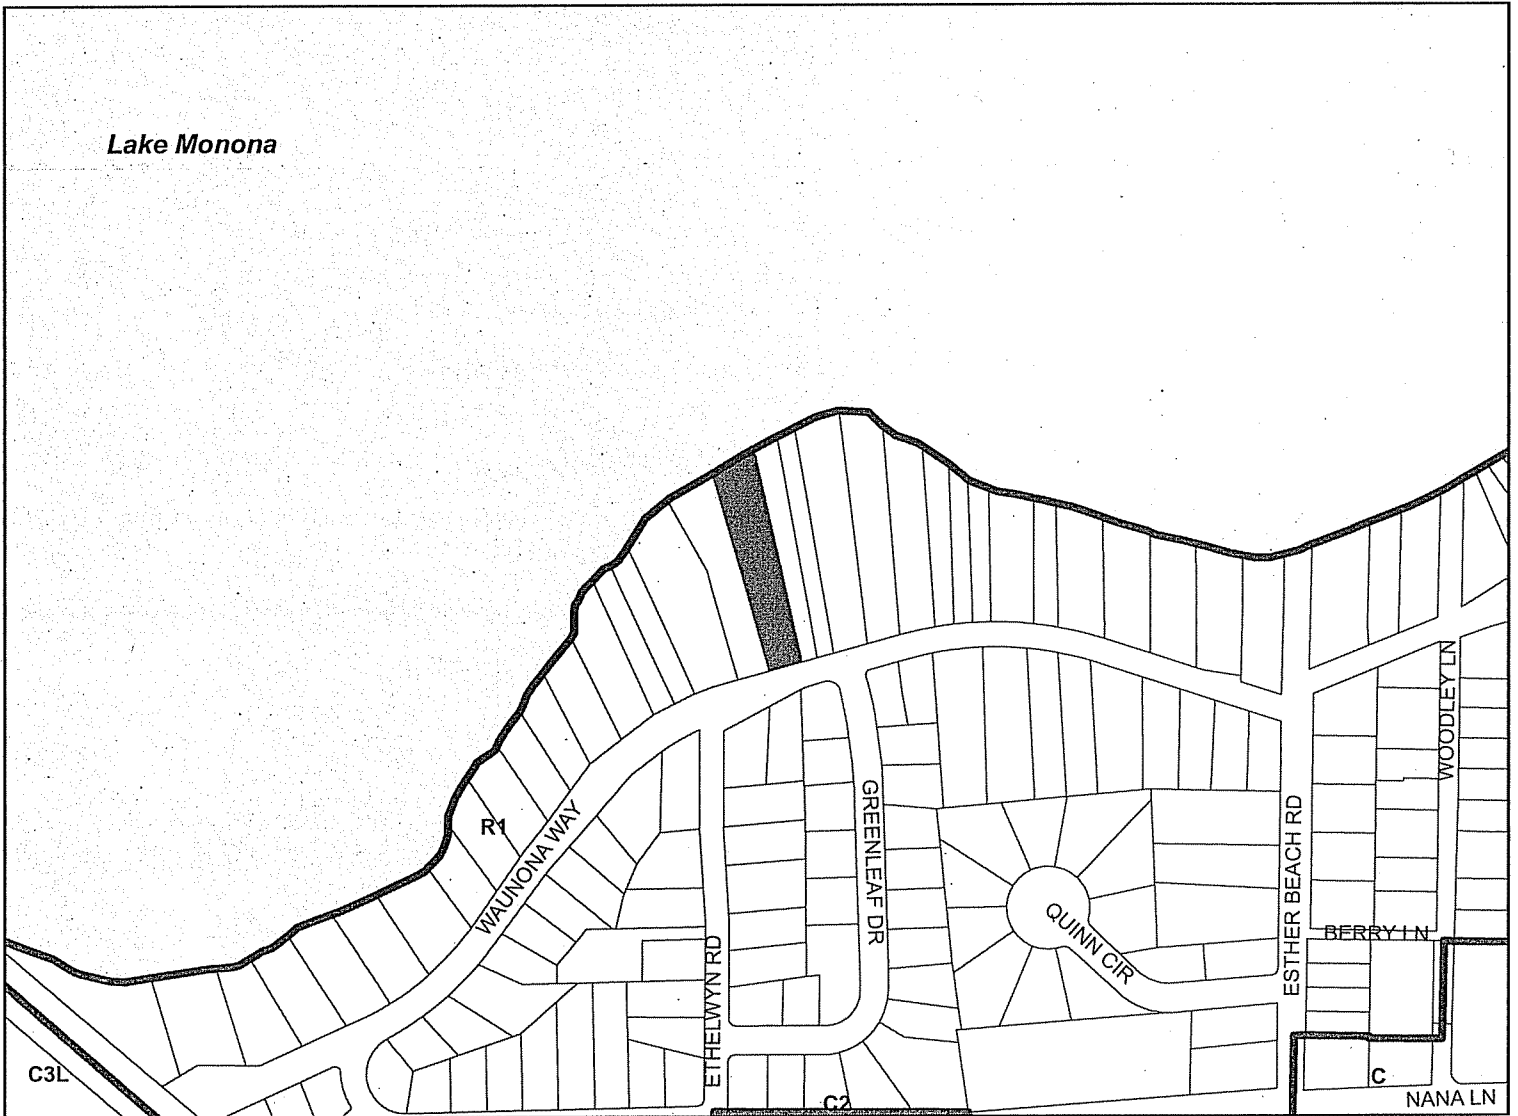 Lake Monona
R1
WAUNONA WAY
GREENLEAF DR
WOODLEY LN
ESTHER BEACH RD
QUINN CIR
BERRY LN
ETHELWYN RD
C3L
C2
C
NANA LN